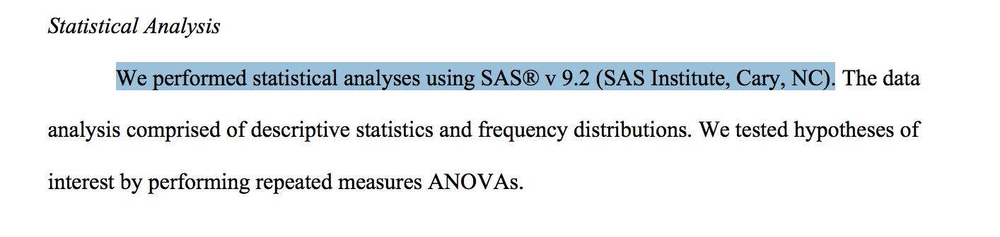 Statistical Analysis
We performed statistical analyses using SAS® v 9.2 (SAS Institute, Cary, NC). The data
analysis comprised of descriptive statistics and frequency distributions. We tested hypotheses of
interest by performing repeated measures ANOVAs.